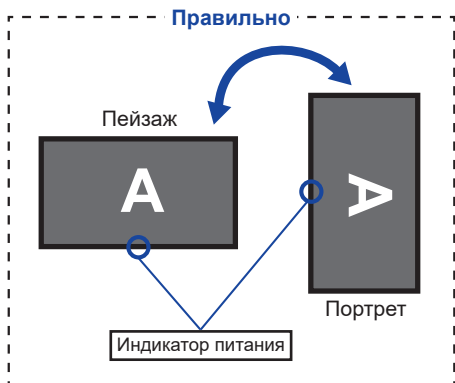 Правильно
Пейзаж
A
A
Портрет
Индикатор питания